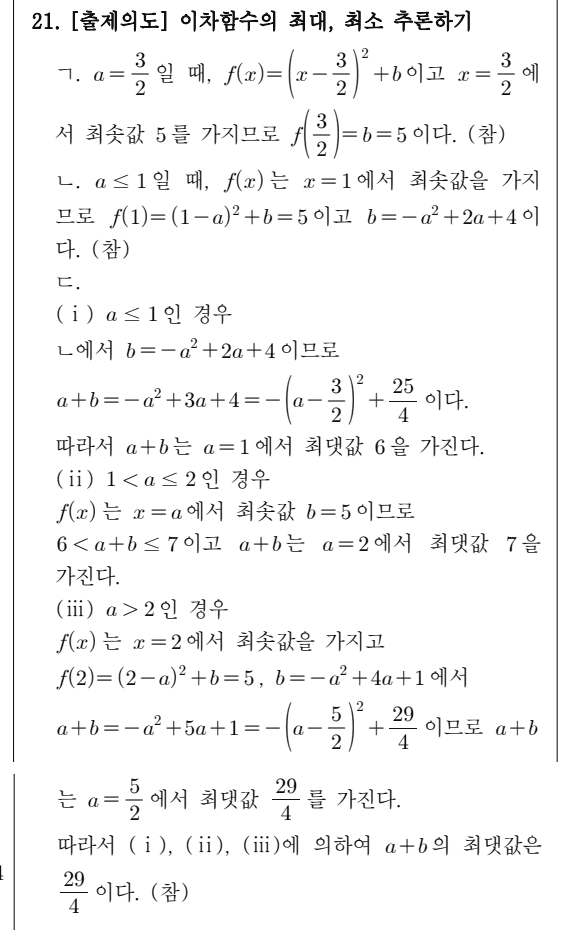 21. [출제의도] 이차함수의 최대, 최소 추론하기
ㄱ. a = 3/2 일 때, f(x) = (x - 3/2)² + b 이고 x = 3/2 에
서 최솟값 5를 가지므로 f(3/2) = b = 5 이다. (참)
ㄴ. a ≤ 1일 때, f(x)는 x = 1에서 최솟값을 가지
므로 f(1) = (1-a)² + b = 5 이고 b = -a² + 2a + 4 이
다. (참)
ㄷ.
(ⅰ) a ≤ 1인 경우
ㄴ에서 b = -a² + 2a + 4 이므로
a+b = -a² + 3a + 4 = -(a - 3/2)² + 25/4 이다.
따라서 a+b는 a = 1에서 최댓값 6을 가진다.
(ⅱ) 1 < a ≤ 2인 경우
f(x)는 x = a에서 최솟값 b = 5 이므로
6 < a+b ≤ 7이고 a+b는 a = 2에서 최댓값 7을
가진다.
(ⅲ) a > 2인 경우
f(x)는 x = 2에서 최솟값을 가지고
f(2) = (2-a)² + b = 5, b = -a² + 4a + 1 에서
a+b = -a² + 5a + 1 = -(a - 5/2)² + 29/4 이므로 a+b
는 a = 5/2 에서 최댓값 29/4 를 가진다.
따라서 (ⅰ), (ⅱ), (ⅲ)에 의하여 a+b의 최댓값은
29/4 이다. (참)